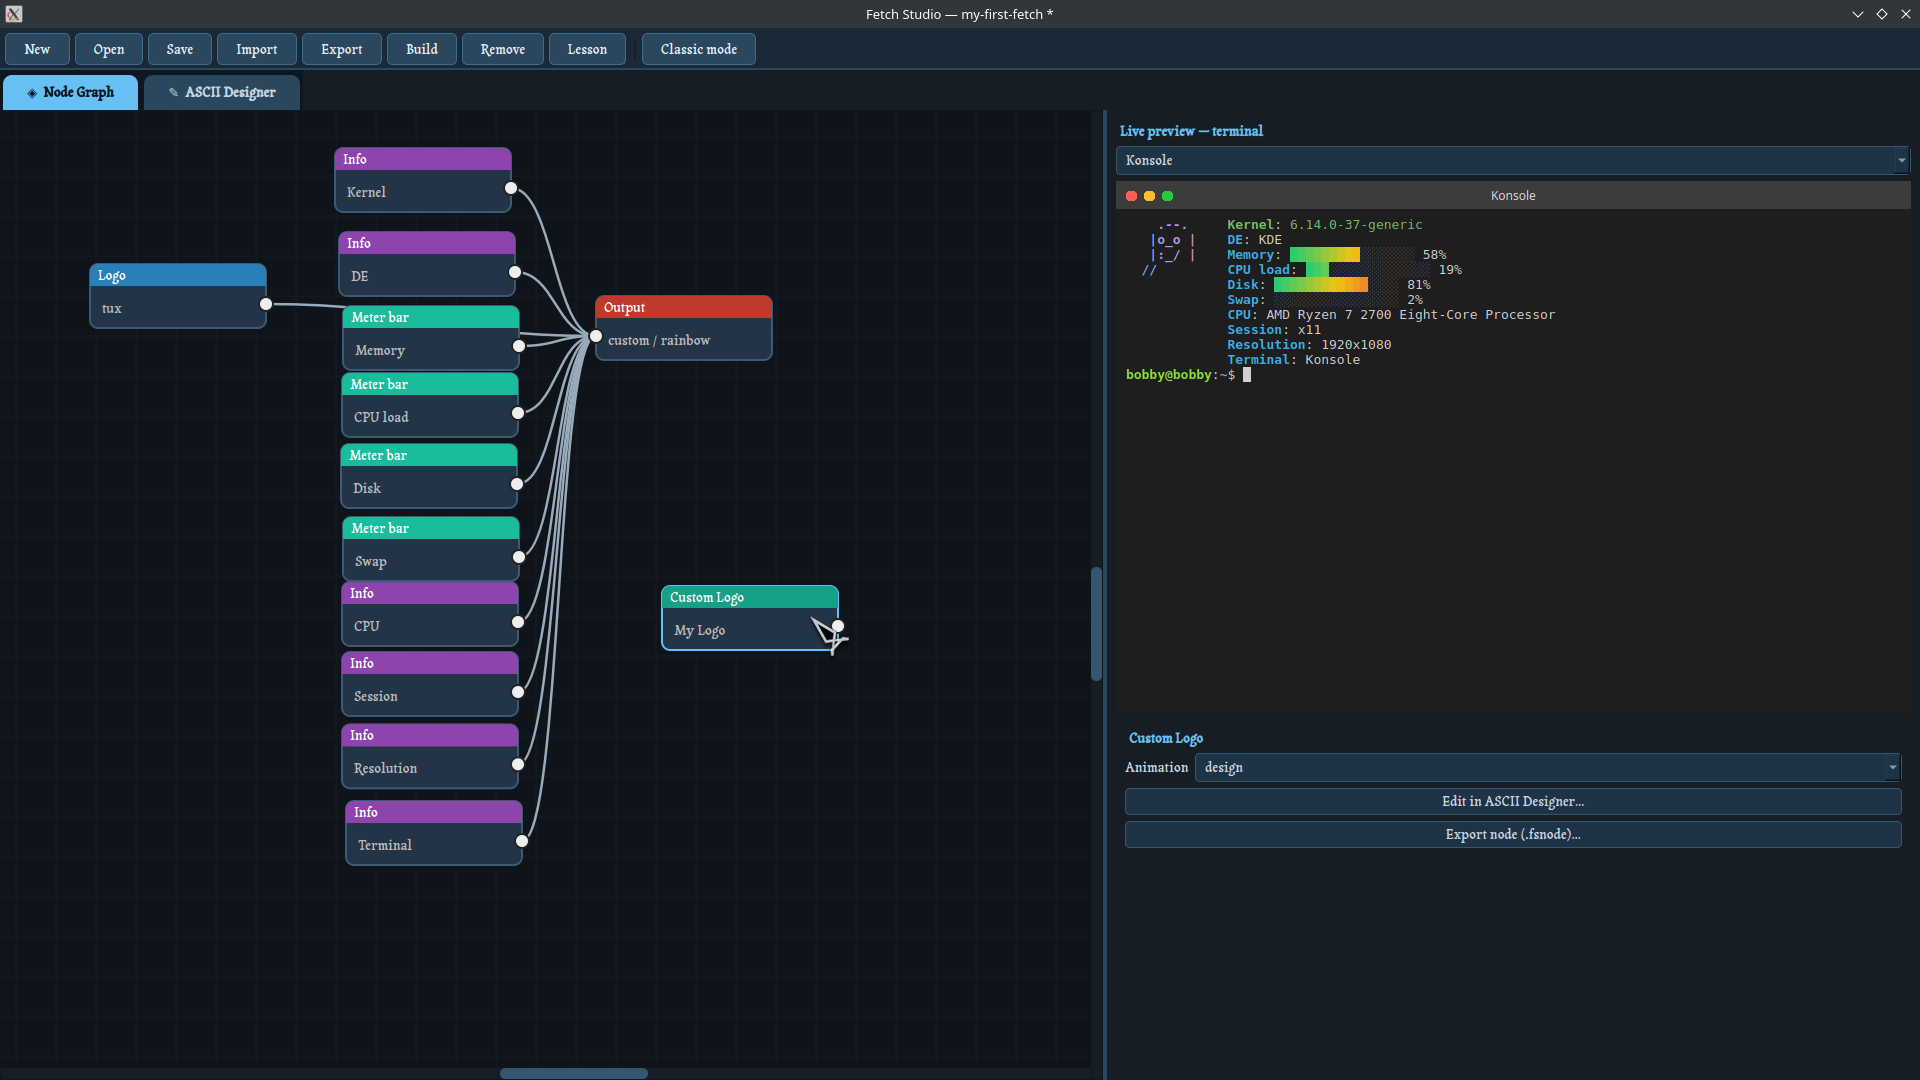 Fetch Studio — my-first-fetch *
New Open Save Import Export Build Remove Lesson Classic mode
◈ Node Graph ✎ ASCII Designer
Info
Kernel
Info
DE
Logo
tux
Meter bar
Memory
Meter bar
CPU load
Meter bar
Disk
Meter bar
Swap
Info
CPU
Info
Session
Info
Resolution
Info
Terminal
Output
custom / rainbow
Custom Logo
My Logo
Live preview — terminal
Konsole
Konsole
.--. Kernel: 6.14.0-37-generic
|o_o | DE: KDE
|:_/ | Memory: 58%
// CPU load: 19%
Disk: 81%
Swap: 2%
CPU: AMD Ryzen 7 2700 Eight-Core Processor
Session: x11
Resolution: 1920x1080
Terminal: Konsole
bobby@bobby:~$
Custom Logo
Animation design
Edit in ASCII Designer...
Export node (.fsnode)...